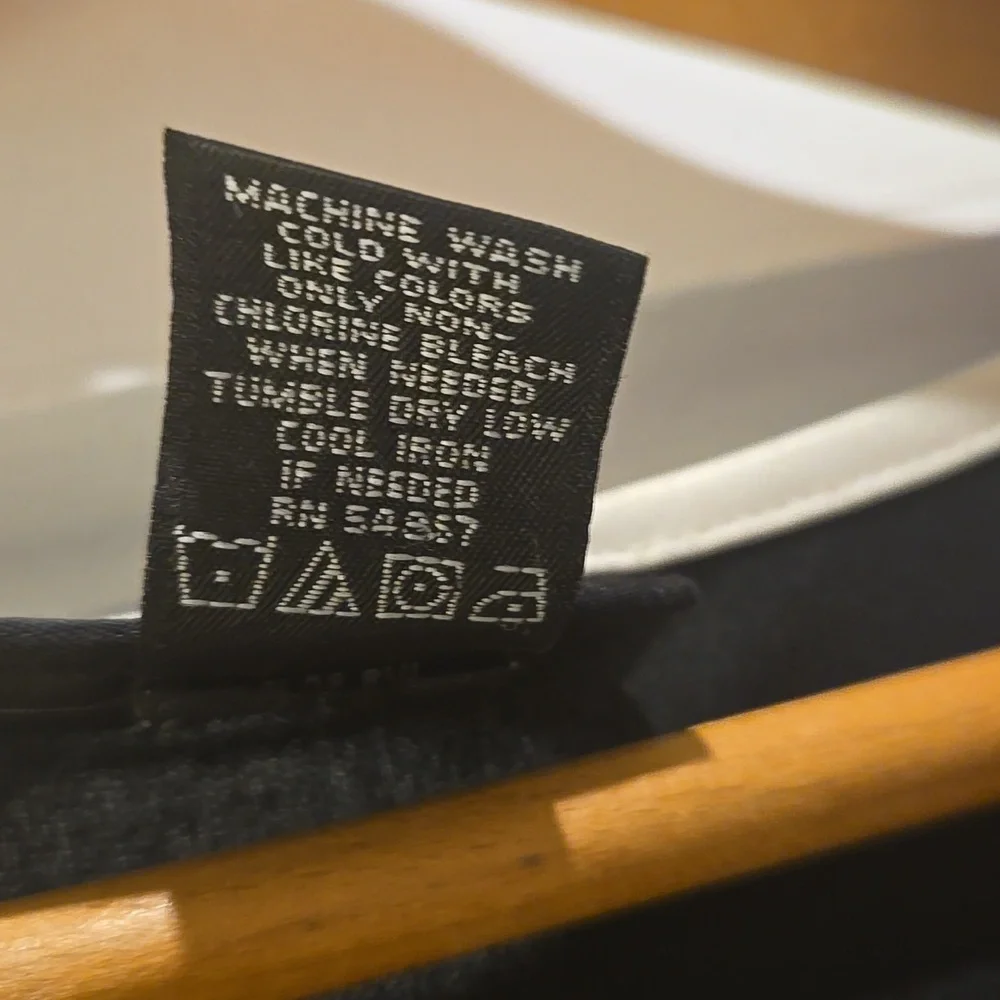 MACHINE WASH
COLD WITH
LIKE COLORS
ONLY NON-
CHLORINE BLEACH
WHEN NEEDED
TUMBLE DRY LOW
COOL IRON
IF NEEDED
RN